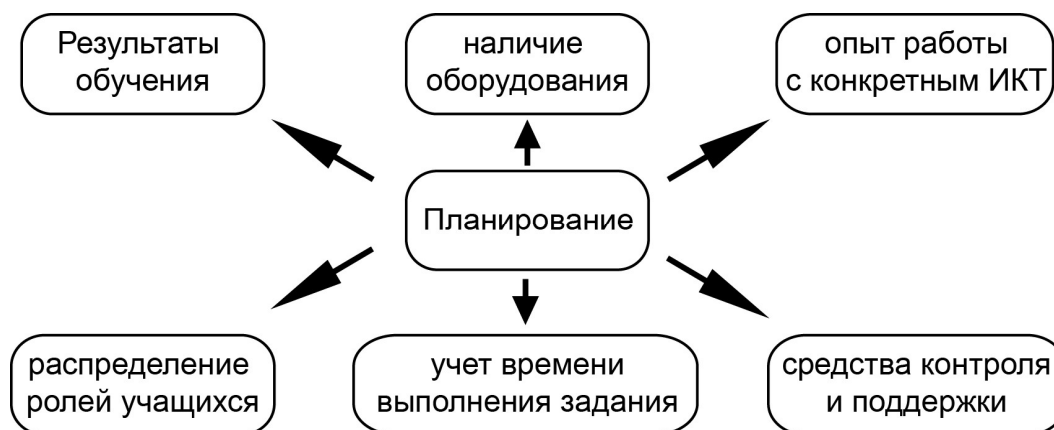 Результаты
обучения
наличие
оборудования
опыт работы
с конкретным ИКТ
Планирование
распределение
ролей учащихся
учет времени
выполнения задания
средства контроля
и поддержки